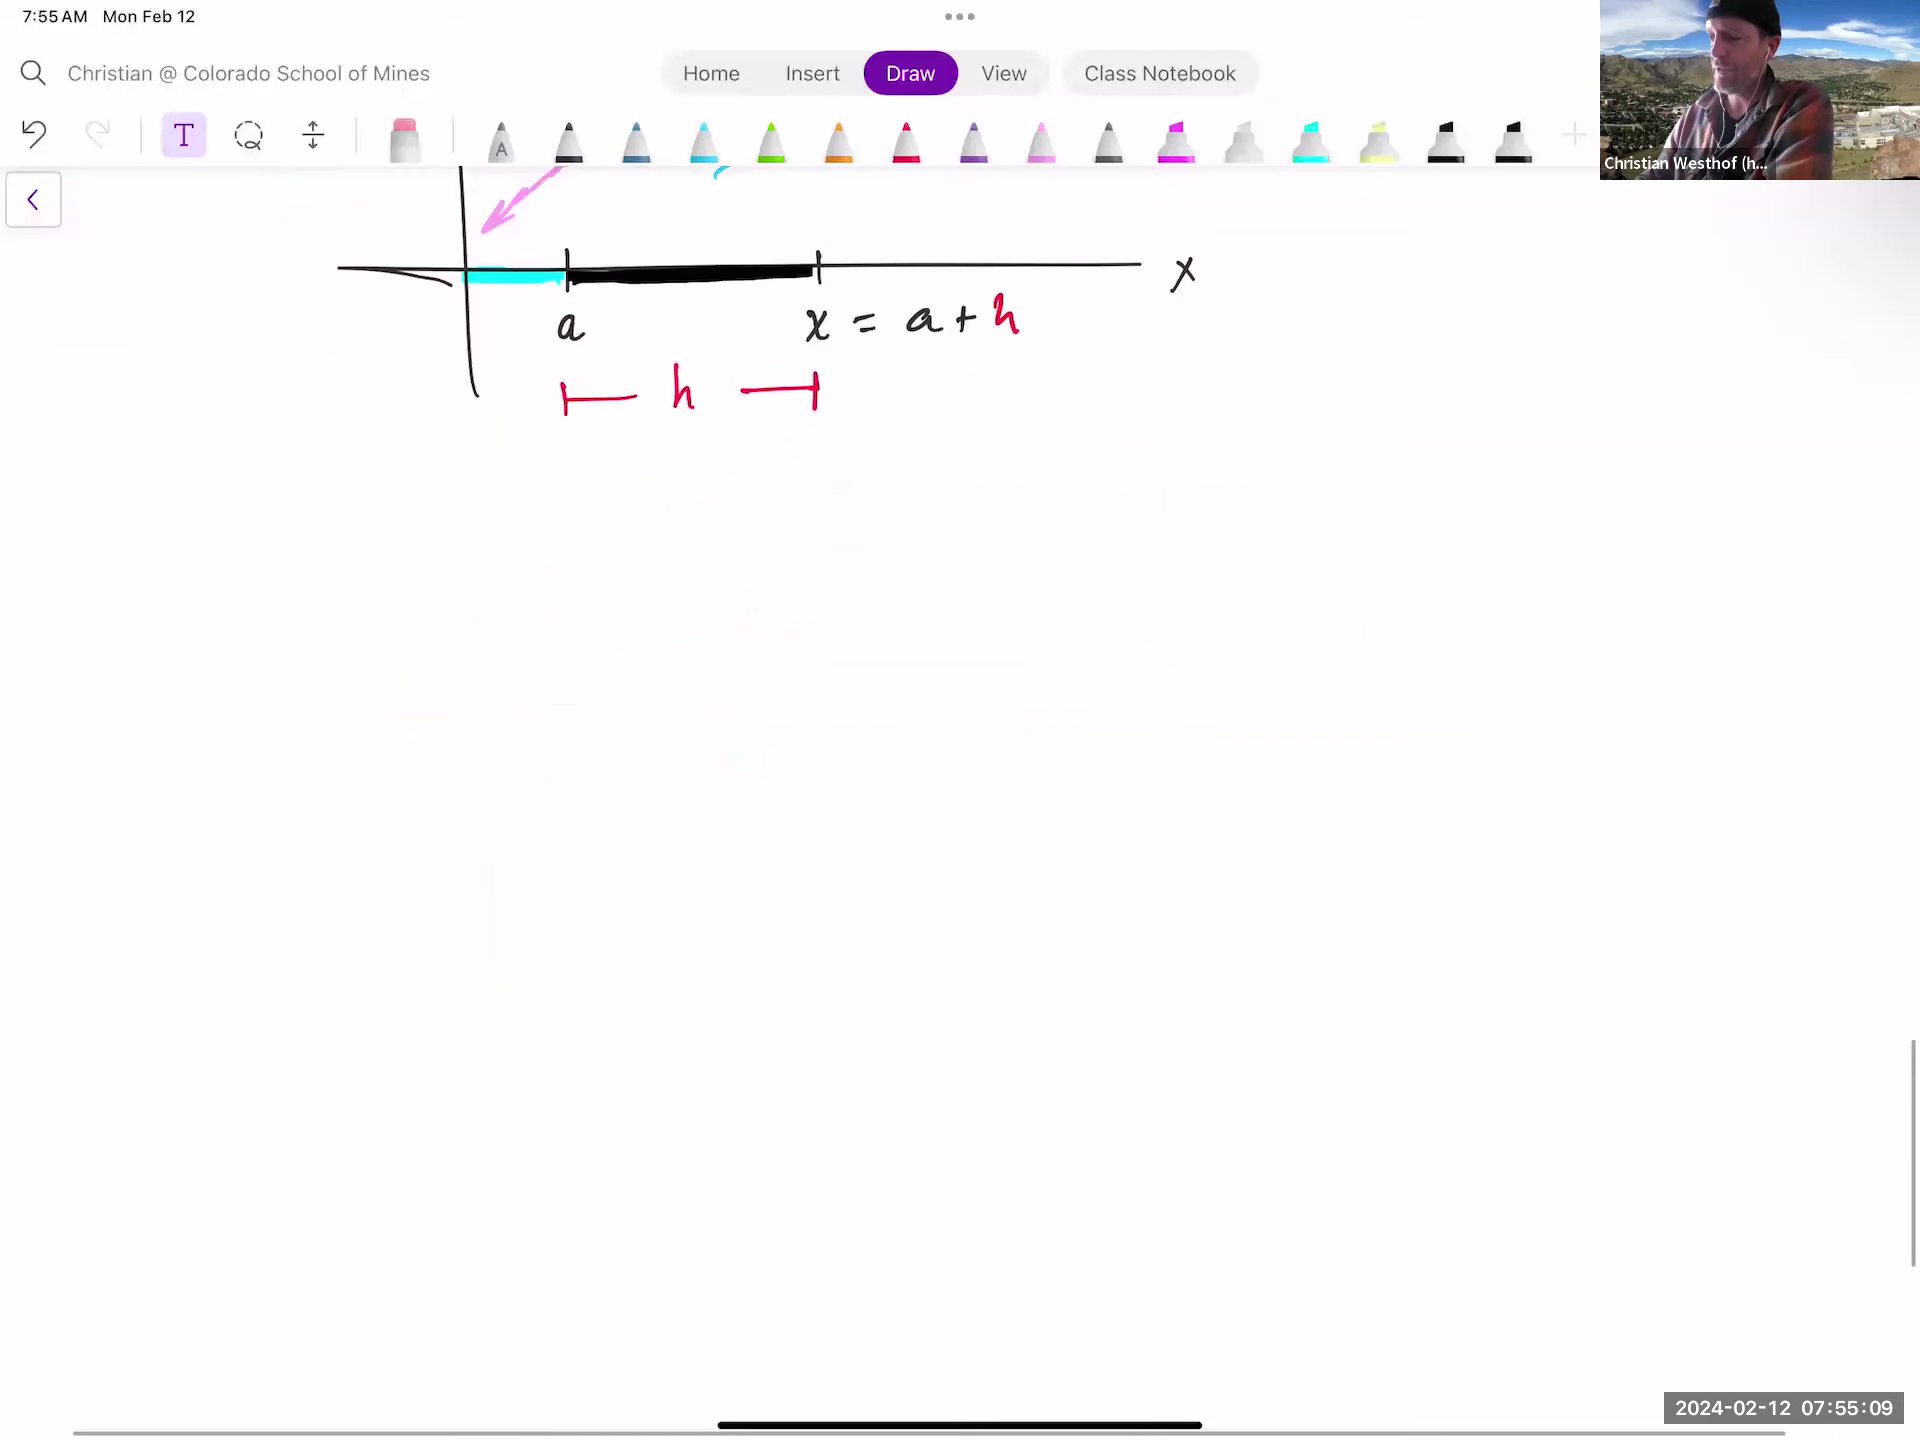 7:55 AM Mon Feb 12
Christian @ Colorado School of Mines
Home Insert Draw View Class Notebook
T
A
Christian Westhof (h...
x
a
x = a + h
h
2024-02-12 07:55:09